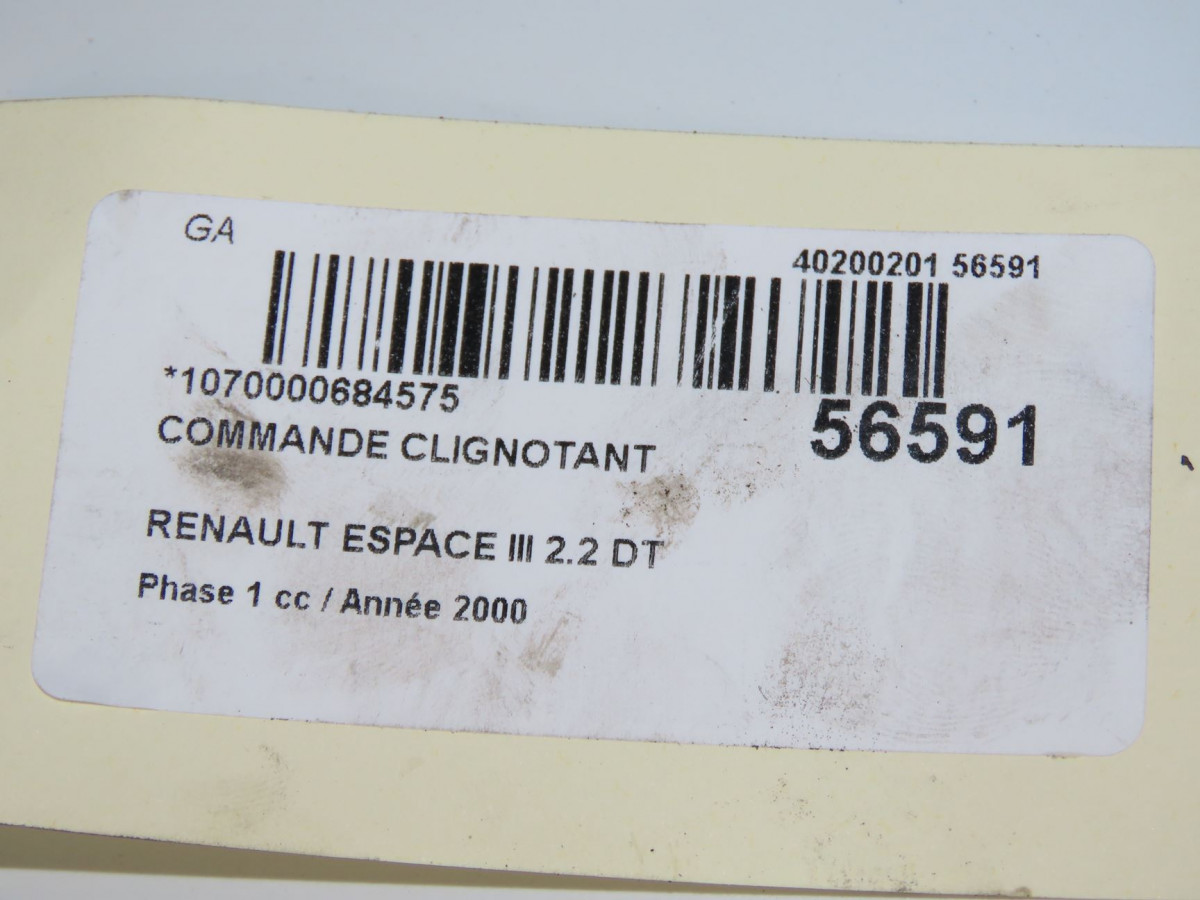 GA
40200201 56591
*1070000684575
56591
COMMANDE CLIGNOTANT
RENAULT ESPACE III 2.2 DT
Phase 1 cc / Année 2000